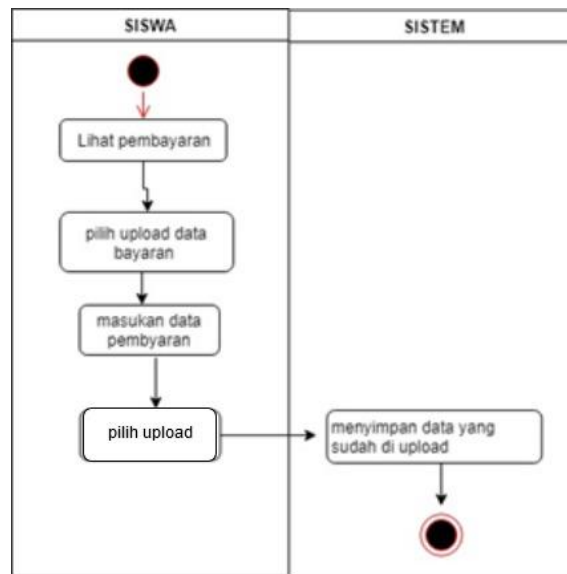 SISWA
SISTEM
Lihat pembayaran
pilih upload data
bayaran
masukan data
pembyaran
pilih upload
menyimpan data yang
sudah di upload